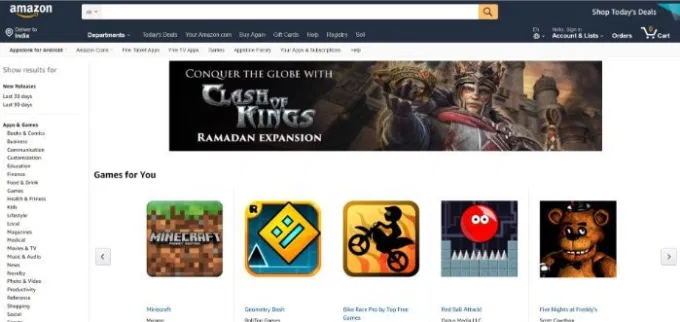 amazon
All
Shop Today's Deals
Deliver to
India
Departments
Today's Deals
Your Amazon.com
Buy Again
Gift Cards
Help
Registry
Sell
EN
Hello, Sign in
Account & Lists
Orders
0
Cart
Appstore for Android
Amazon Coins
Fire Tablet Apps
Fire TV Apps
Games
Appstore Points
Your Apps & Subscriptions
Help
Show results for
New Releases
Last 30 days
Last 90 days
Apps & Games
Books & Comics
Business
Communication
Customization
Education
Finance
Food & Drink
Games
Health & Fitness
Kids
Lifestyle
Local
Magazines
Medical
Movies & TV
Music & Audio
News
Novelty
Photo & Video
Productivity
Reference
Shopping
Social
CONQUER THE GLOBE WITH
CLASH OF
KINGS
RAMADAN EXPANSION
Games for You
MINECRAFT
POCKET EDITION
R
Minecraft
Mojang
Geometry Dash
RobTop Games
Bike Race Pro by Top Free
Games
Red Ball Attack!
Five Nights at Freddy's
Scott Cawthon